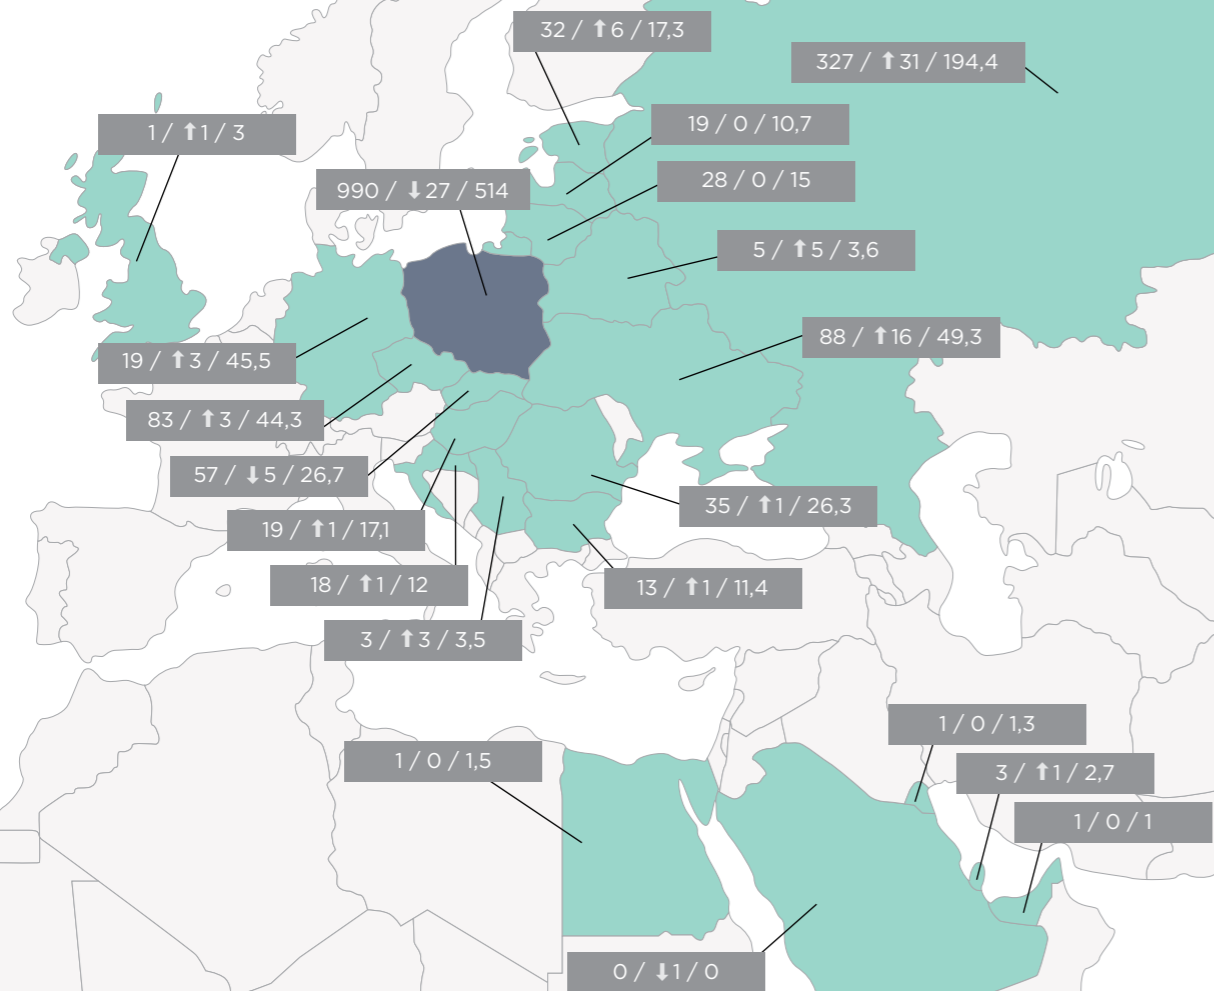 32 / ⬆6 / 17,3
327 / ⬆31 / 194,4
19 / 0 / 10,7
1 / ⬆1 / 3
28 / 0 / 15
990 / ⬇27 / 514
5 / ⬆5 / 3,6
88 / ⬆16 / 49,3
19 / ⬆3 / 45,5
83 / ⬆3 / 44,3
57 / ⬇5 / 26,7
35 / ⬆1 / 26,3
19 / ⬆1 / 17,1
18 / ⬆1 / 12
13 / ⬆1 / 11,4
3 / ⬆3 / 3,5
1 / 0 / 1,3
1 / 0 / 1,5
3 / ⬆1 / 2,7
1 / 0 / 1
0 / ⬇1 / 0